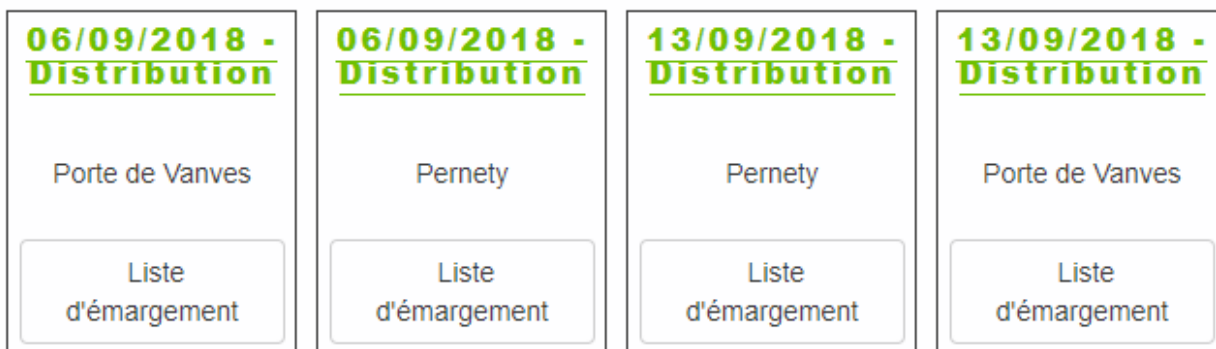 06/09/2018 -
Distribution
Porte de Vanves
Liste
d'émargement
06/09/2018 -
Distribution
Pernety
Liste
d'émargement
13/09/2018 -
Distribution
Pernety
Liste
d'émargement
13/09/2018 -
Distribution
Porte de Vanves
Liste
d'émargement